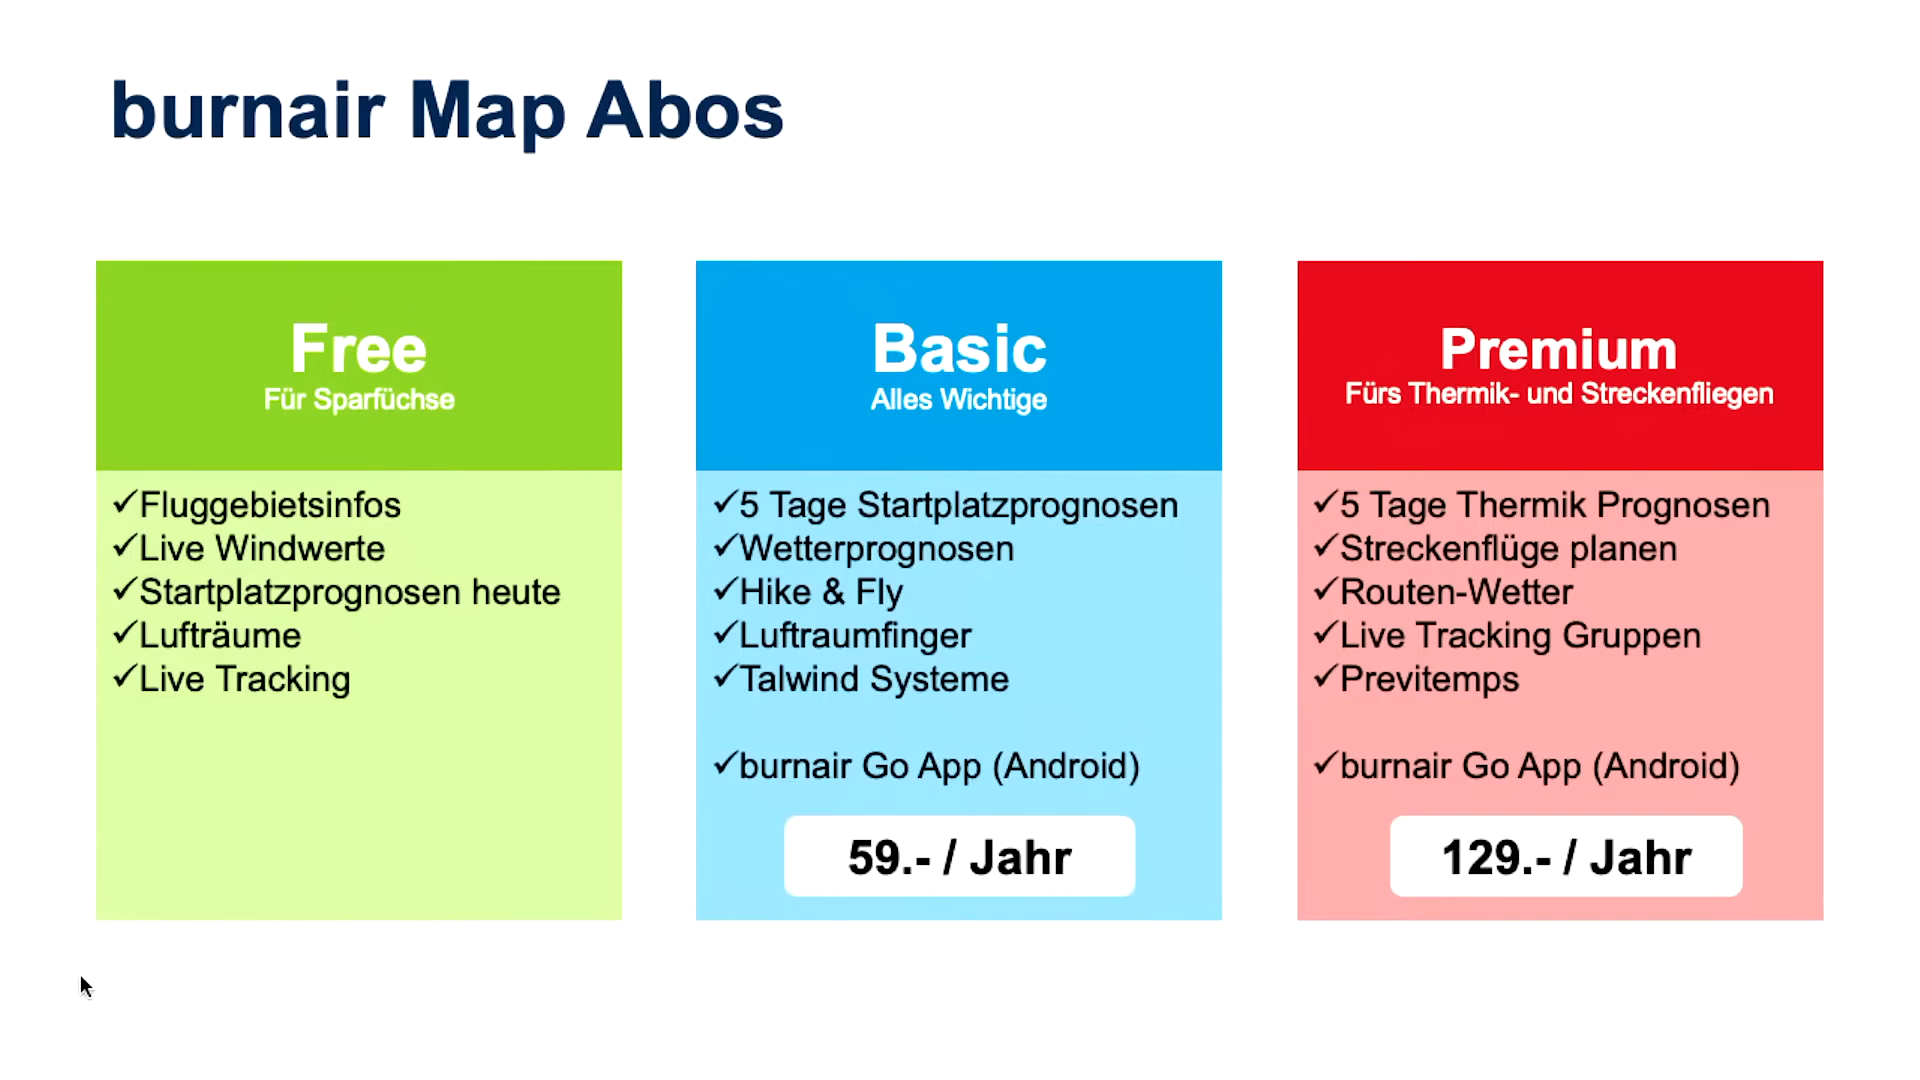 burnair Map Abos
Free
Für Sparfüchse
✓Fluggebietsinfos
✓Live Windwerte
✓Startplatzprognosen heute
✓Lufträume
✓Live Tracking
Basic
Alles Wichtige
✓5 Tage Startplatzprognosen
✓Wetterprognosen
✓Hike & Fly
✓Luftraumfinger
✓Talwind Systeme
✓burnair Go App (Android)
59.- / Jahr
Premium
Fürs Thermik- und Streckenfliegen
✓5 Tage Thermik Prognosen
✓Streckenflüge planen
✓Routen-Wetter
✓Live Tracking Gruppen
✓Previtemps
✓burnair Go App (Android)
129.- / Jahr